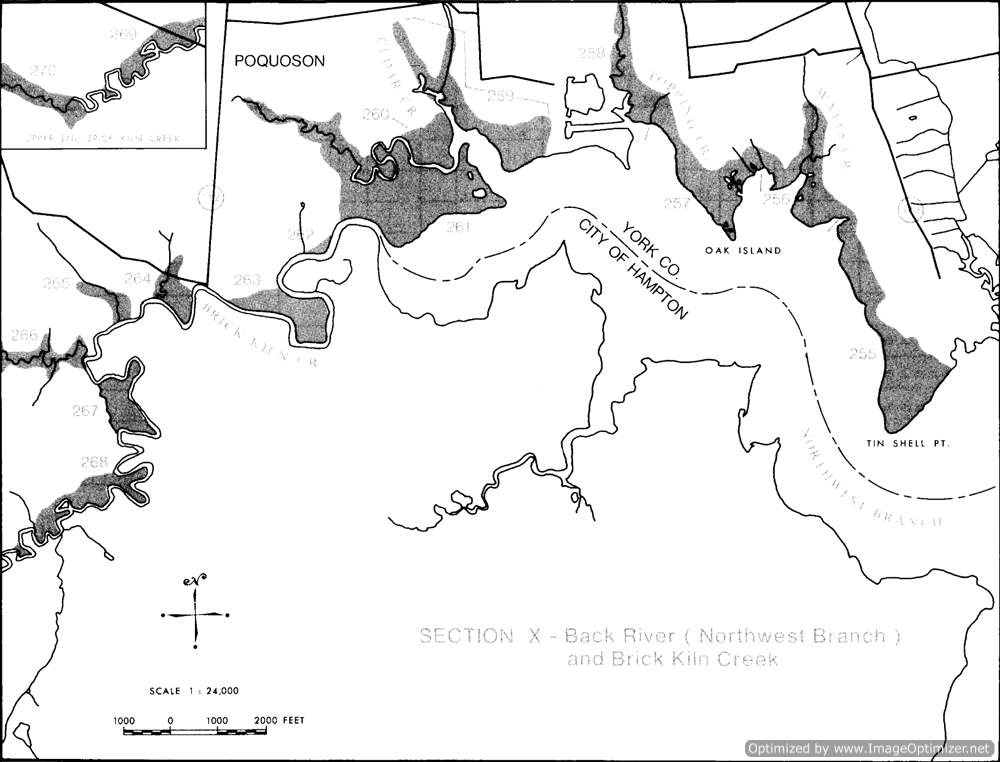 269
270
UPPER END BRICK KILN CREEK
POQUOSON
CEDAR CR.
260
259
258
TOPPING CR.
WATTS CR.
257
256
OAK ISLAND
261
262
263
264
265
266
267
268
BRICK KILN CR.
YORK CO.
CITY OF HAMPTON
255
TIN SHELL PT.
NORTHWEST BRANCH
N
SECTION X - Back River ( Northwest Branch )
and Brick Kiln Creek
SCALE 1 : 24,000
1000 0 1000 2000 FEET
Optimized by www.ImageOptimizer.net